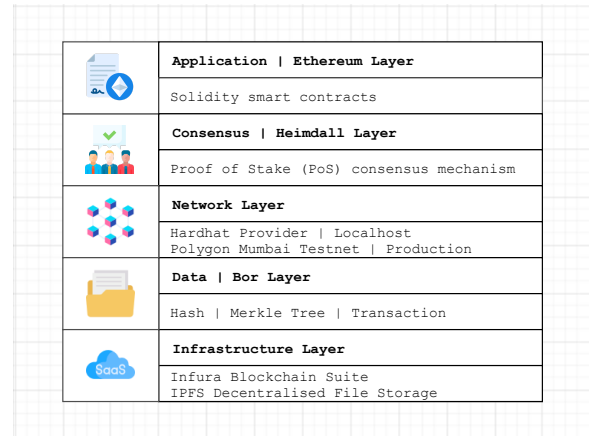 Application | Ethereum Layer
Solidity smart contracts
Consensus | Heimdall Layer
Proof of Stake (PoS) consensus mechanism
Network Layer
Hardhat Provider | Localhost
Polygon Mumbai Testnet | Production
Data | Bor Layer
Hash | Merkle Tree | Transaction
Infrastructure Layer
SaaS
Infura Blockchain Suite
IPFS Decentralised File Storage